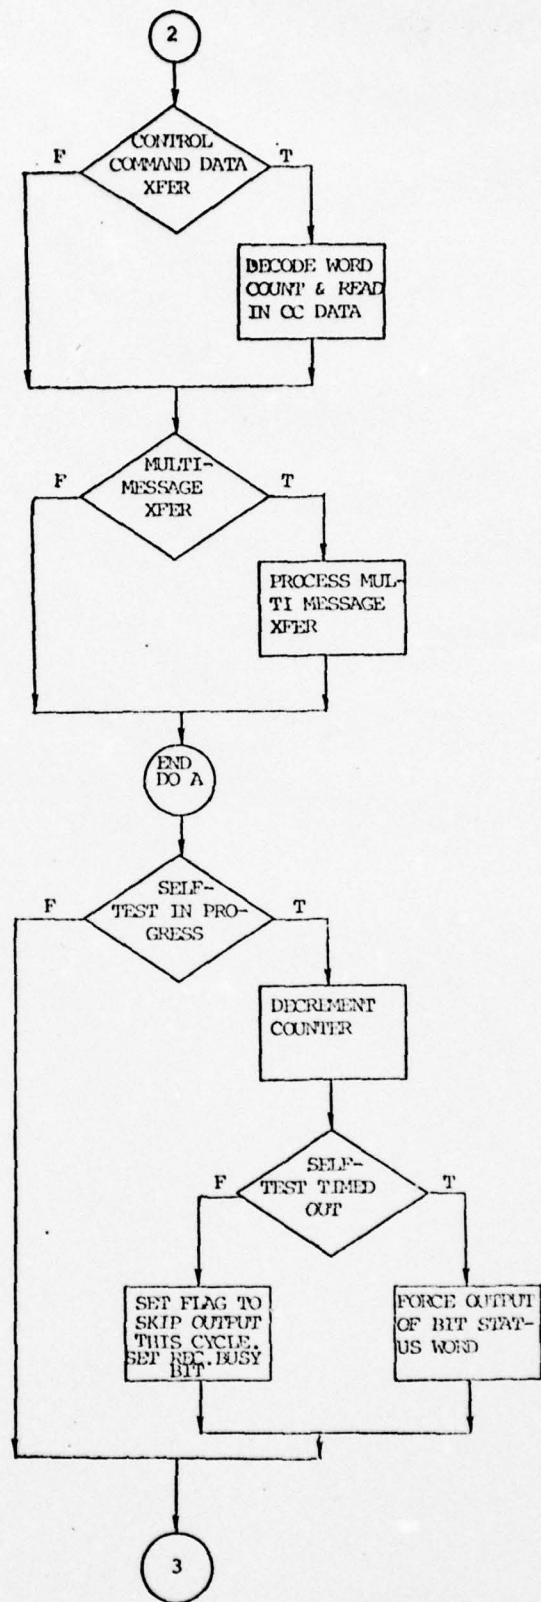 2
CONTROL
F COMMAND DATA T
XFER
DECODE WORD
COUNT & READ
IN CC DATA
MULTI-
F MESSAGE T
XFER
PROCESS MUL-
TI MESSAGE
XFER
END
DO A
SELF-
F TEST IN PRO- T
GRESS
DECREMENT
COUNTER
SELF-
F TEST TIMED T
OUT
SET FLAG TO
SKIP OUTPUT
THIS CYCLE.
SET REC.BUSY
BIT
FORCE OUTPUT
OF BIT STAT-
US WORD
3